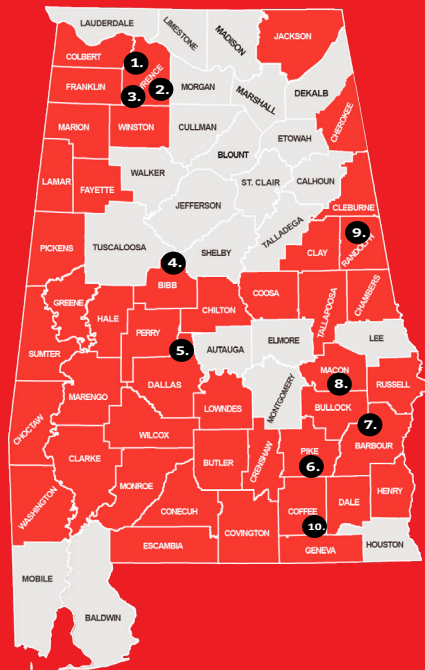 LAUDERDALE
LIMESTONE
MADISON
JACKSON
COLBERT
1.
RENCE
2.
3.
FRANKLIN
MORGAN
MARSHALL
DEKALB
CHEROKEE
MARION
WINSTON
CULLMAN
ETOWAH
BLOUNT
LAMAR
FAYETTE
WALKER
ST. CLAIR
CALHOUN
CLEBURNE
JEFFERSON
TALLADEGA
PICKENS
TUSCALOOSA
SHELBY
CLAY
9.
RANDOLPH
4.
BIBB
GREENE
HALE
PERRY
CHILTON
COOSA
TALLAPOOSA
CHAMBERS
SUMTER
5.
AUTAUGA
ELMORE
LEE
MACON
8.
RUSSELL
DALLAS
MARENGO
LOWNDES
MONTGOMERY
BULLOCK
CHOCTAW
WILCOX
7.
BARBOUR
CLARKE
BUTLER
CRENSHAW
PIKE
6.
MONROE
WASHINGTON
CONECUH
COVINGTON
COFFEE
10.
DALE
HENRY
ESCAMBIA
GENEVA
HOUSTON
MOBILE
BALDWIN